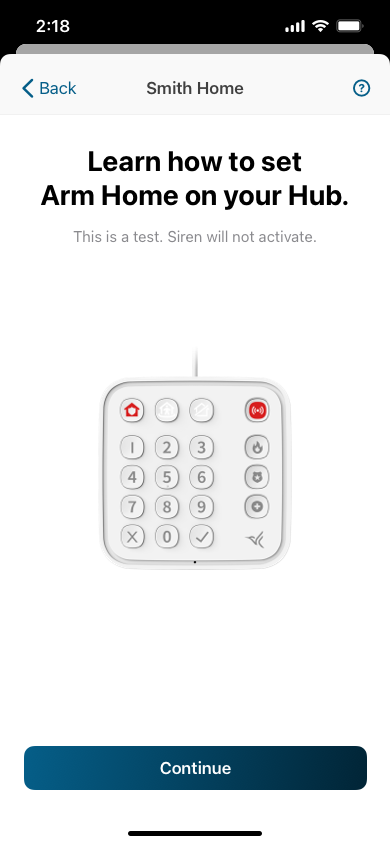 2:18
Back
Smith Home
?
Learn how to set
Arm Home on your Hub.
This is a test. Siren will not activate.
1 2 3
4 5 6
7 8 9
0
Continue